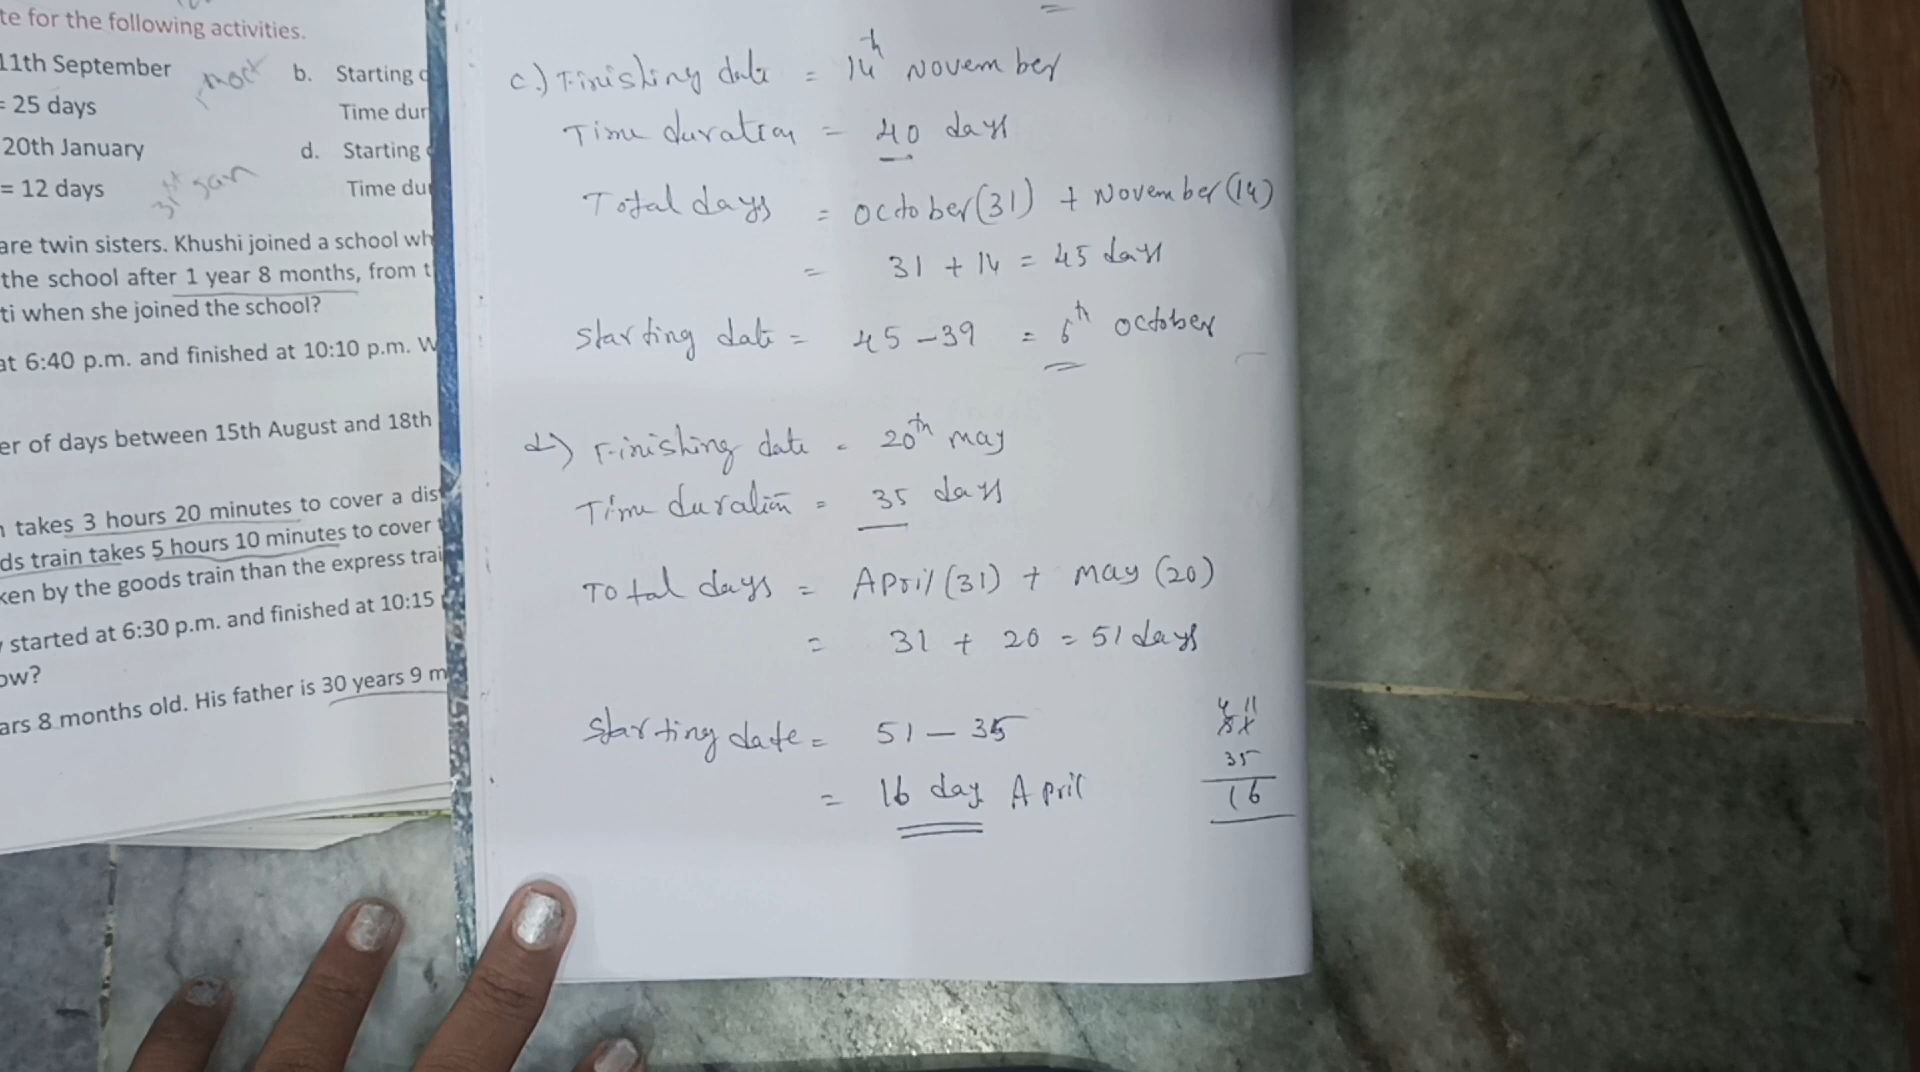 te for the following activities.
11th September
b. Starting
= 25 days
Time dur
20th January
d. Starting
= 12 days
31st Jan
Time du
are twin sisters. Khushi joined a school wh
the school after 1 year 8 months, from t
ti when she joined the school?
at 6:40 p.m. and finished at 10:10 p.m. W
er of days between 15th August and 18th
takes 3 hours 20 minutes to cover a dis
ds train takes 5 hours 10 minutes to cover
ken by the goods train than the express trai
started at 6:30 p.m. and finished at 10:15
ow?
ars 8 months old. His father is 30 years 9 m
c.) Finishing date = 14th November
Time duration = 40 days
Total days = October (31) + November (14)
= 31 + 14 = 45 days
Starting date = 45 - 39 = 6th October
d) Finishing date = 20th May
Time duration = 35 days
Total days = April (31) + May (20)
= 31 + 20 = 51 days
Starting date = 51 - 35
= 16 day April
4 11
51
35
16